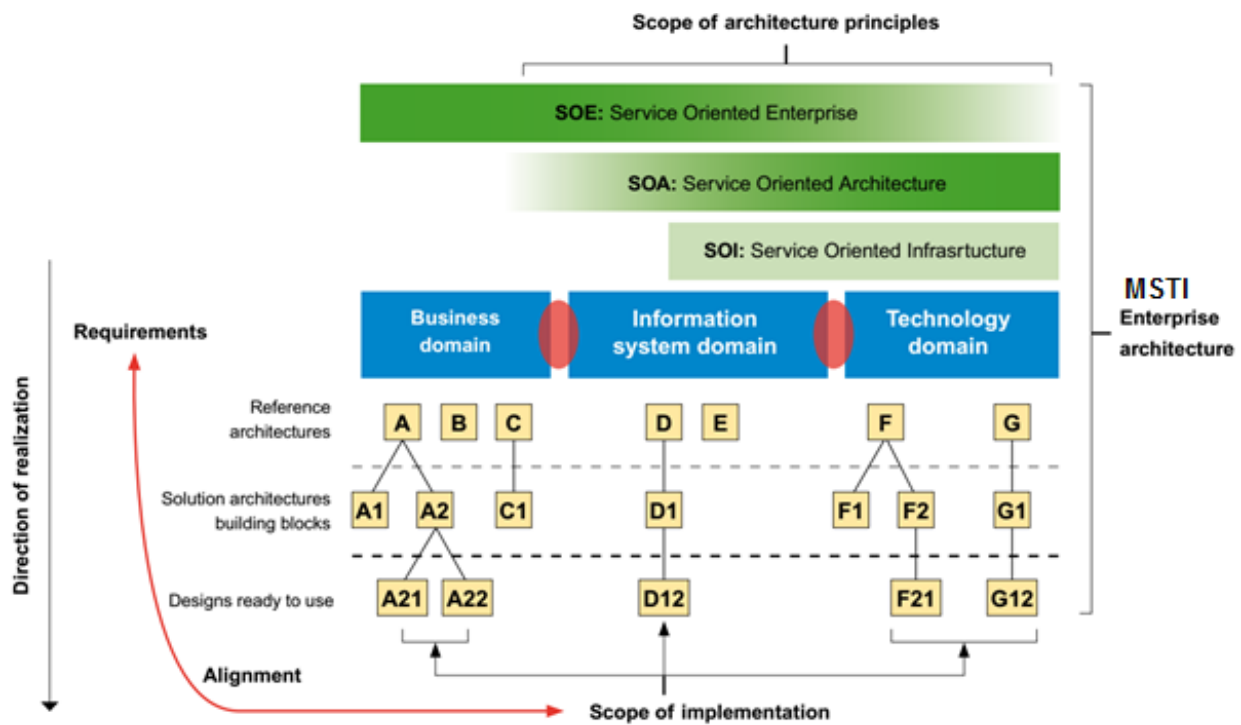 Scope of architecture principles
SOE: Service Oriented Enterprise
SOA: Service Oriented Architecture
SOI: Service Oriented Infrasrtucture
Business
domain
Information
system domain
Technology
domain
MSTI
Enterprise
architecture
Requirements
Direction of realization
Reference
architectures
A B C D E F G
Solution architectures
building blocks
A1 A2 C1 D1 F1 F2 G1
Designs ready to use
A21 A22 D12 F21 G12
Alignment
Scope of implementation